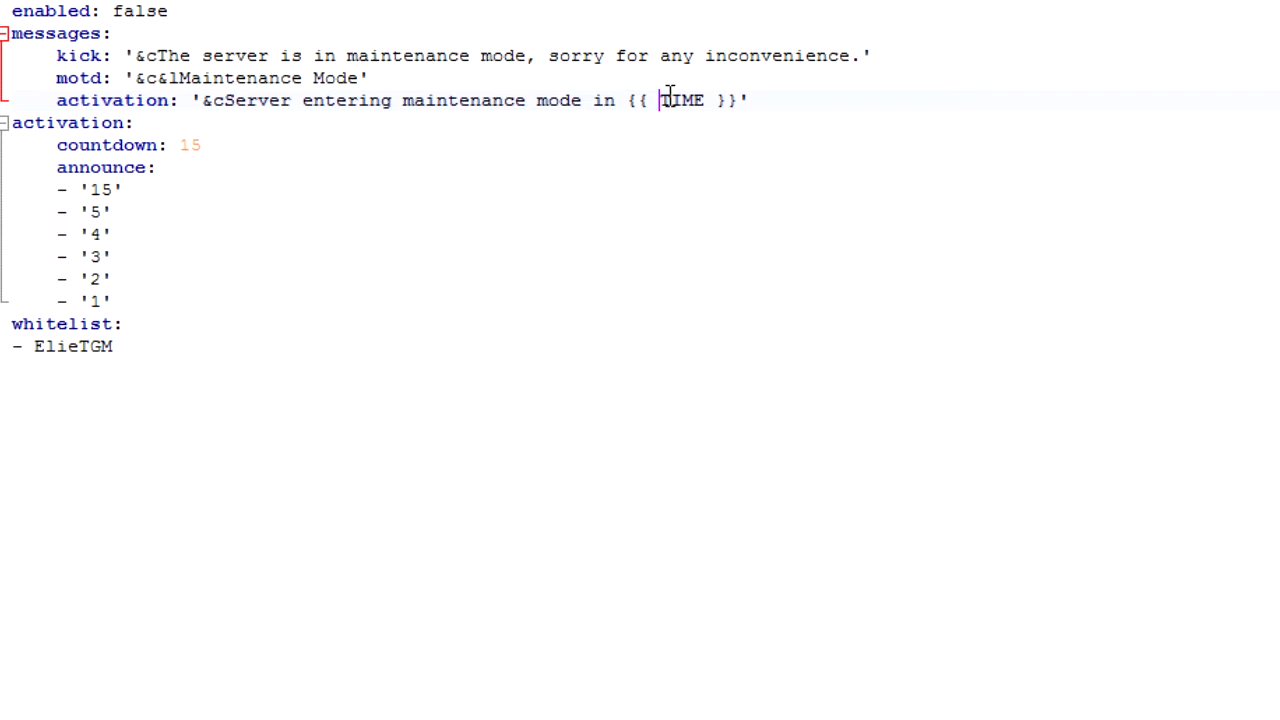 enabled: false
messages:
    kick: '&cThe server is in maintenance mode, sorry for any inconvenience.'
    motd: '&c&lMaintenance Mode'
    activation: '&cServer entering maintenance mode in {{ TIME }}'
activation:
    countdown: 15
    announce:
    - '15'
    - '5'
    - '4'
    - '3'
    - '2'
    - '1'
whitelist:
- ElieTGM